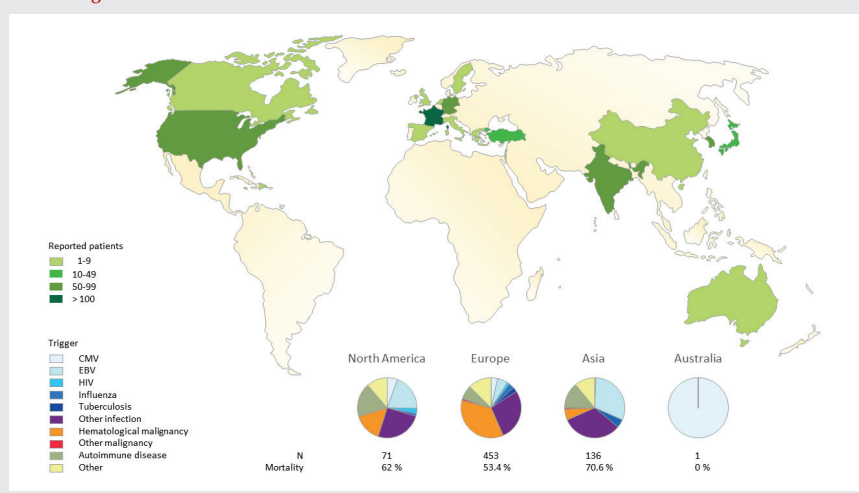 Reported patients
1-9
10-49
50-99
> 100
Trigger
CMV
EBV
HIV
Influenza
Tuberculosis
Other infection
Hematological malignancy
Other malignancy
Autoimmune disease
Other
North America Europe Asia Australia
N 71 453 136 1
Mortality 62 % 53.4 % 70.6 % 0 %